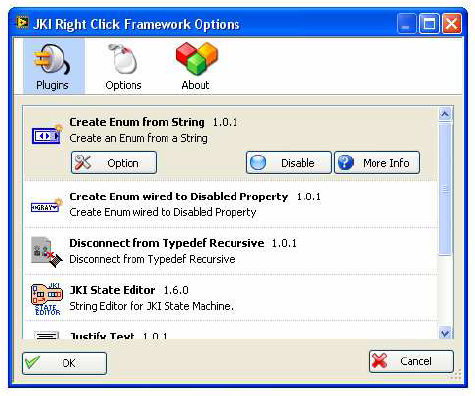 JKI Right Click Framework Options
Plugins Options About
Create Enum from String 1.0.1
Create an Enum from a String
Option Disable More Info
GRAY
Create Enum wired to Disabled Property 1.0.1
Create Enum wired to Disabled Property
Disconnect from Typedef Recursive 1.0.1
Disconnect from Typedef Recursive
JKI
STATE
EDITOR
JKI State Editor 1.6.0
String Editor for JKI State Machine.
Justify Text 1.0.1
OK Cancel